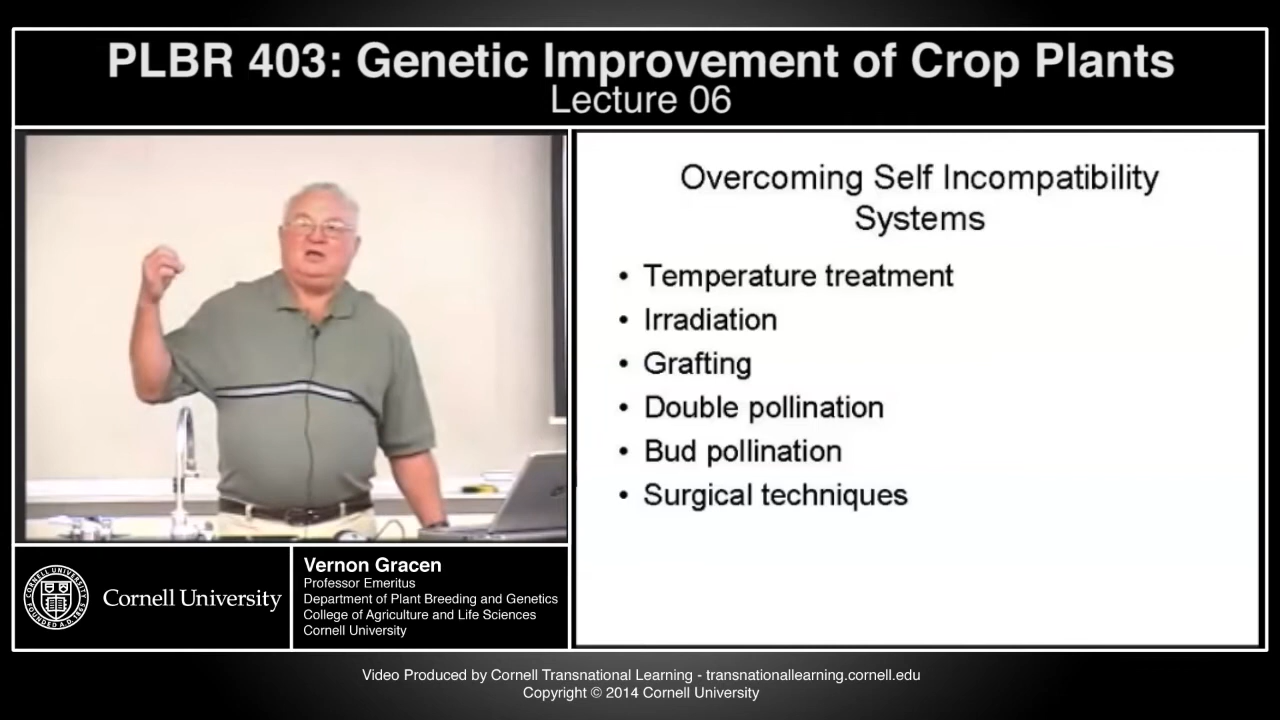 PLBR 403: Genetic Improvement of Crop Plants
Lecture 06
Overcoming Self Incompatibility
Systems
• Temperature treatment
• Irradiation
• Grafting
• Double pollination
• Bud pollination
• Surgical techniques
Cornell University
Vernon Gracen
Professor Emeritus
Department of Plant Breeding and Genetics
College of Agriculture and Life Sciences
Cornell University
Video Produced by Cornell Transnational Learning - transnationallearning.cornell.edu
Copyright © 2014 Cornell University